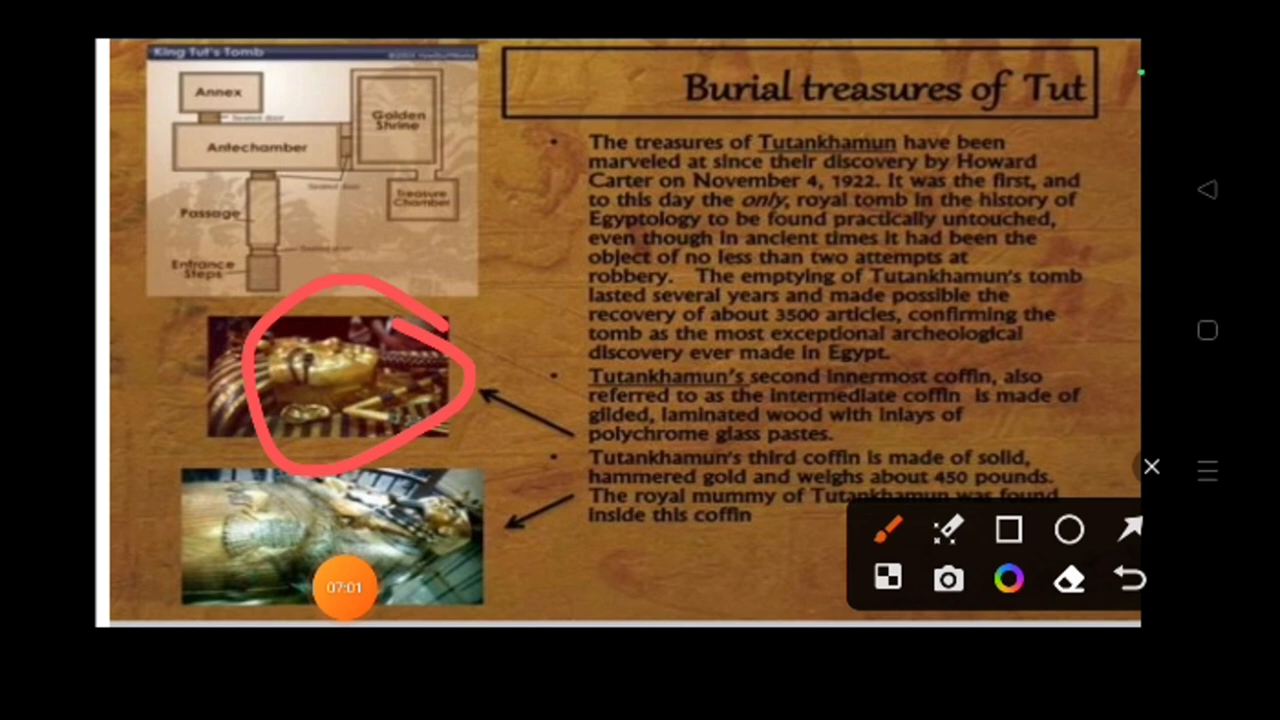 King Tut's Tomb
Annex
Sealed door
Golden
Shrine
Antechamber
Sealed door
Treasure
Chamber
Passage
Sealed door
Entrance
Steps
Burial treasures of Tut
• The treasures of Tutankhamun have been
marveled at since their discovery by Howard
Carter on November 4, 1922. It was the first, and
to this day the only, royal tomb in the history of
Egyptology to be found practically untouched,
even though in ancient times it had been the
object of no less than two attempts at
robbery. The emptying of Tutankhamun's tomb
lasted several years and made possible the
recovery of about 3500 articles, confirming the
tomb as the most exceptional archeological
discovery ever made in Egypt.
• Tutankhamun's second innermost coffin, also
referred to as the intermediate coffin is made of
gilded, laminated wood with inlays of
polychrome glass pastes.
• Tutankhamun's third coffin is made of solid,
hammered gold and weighs about 450 pounds.
The royal mummy of Tutankhamun was found
inside this coffin
07:01